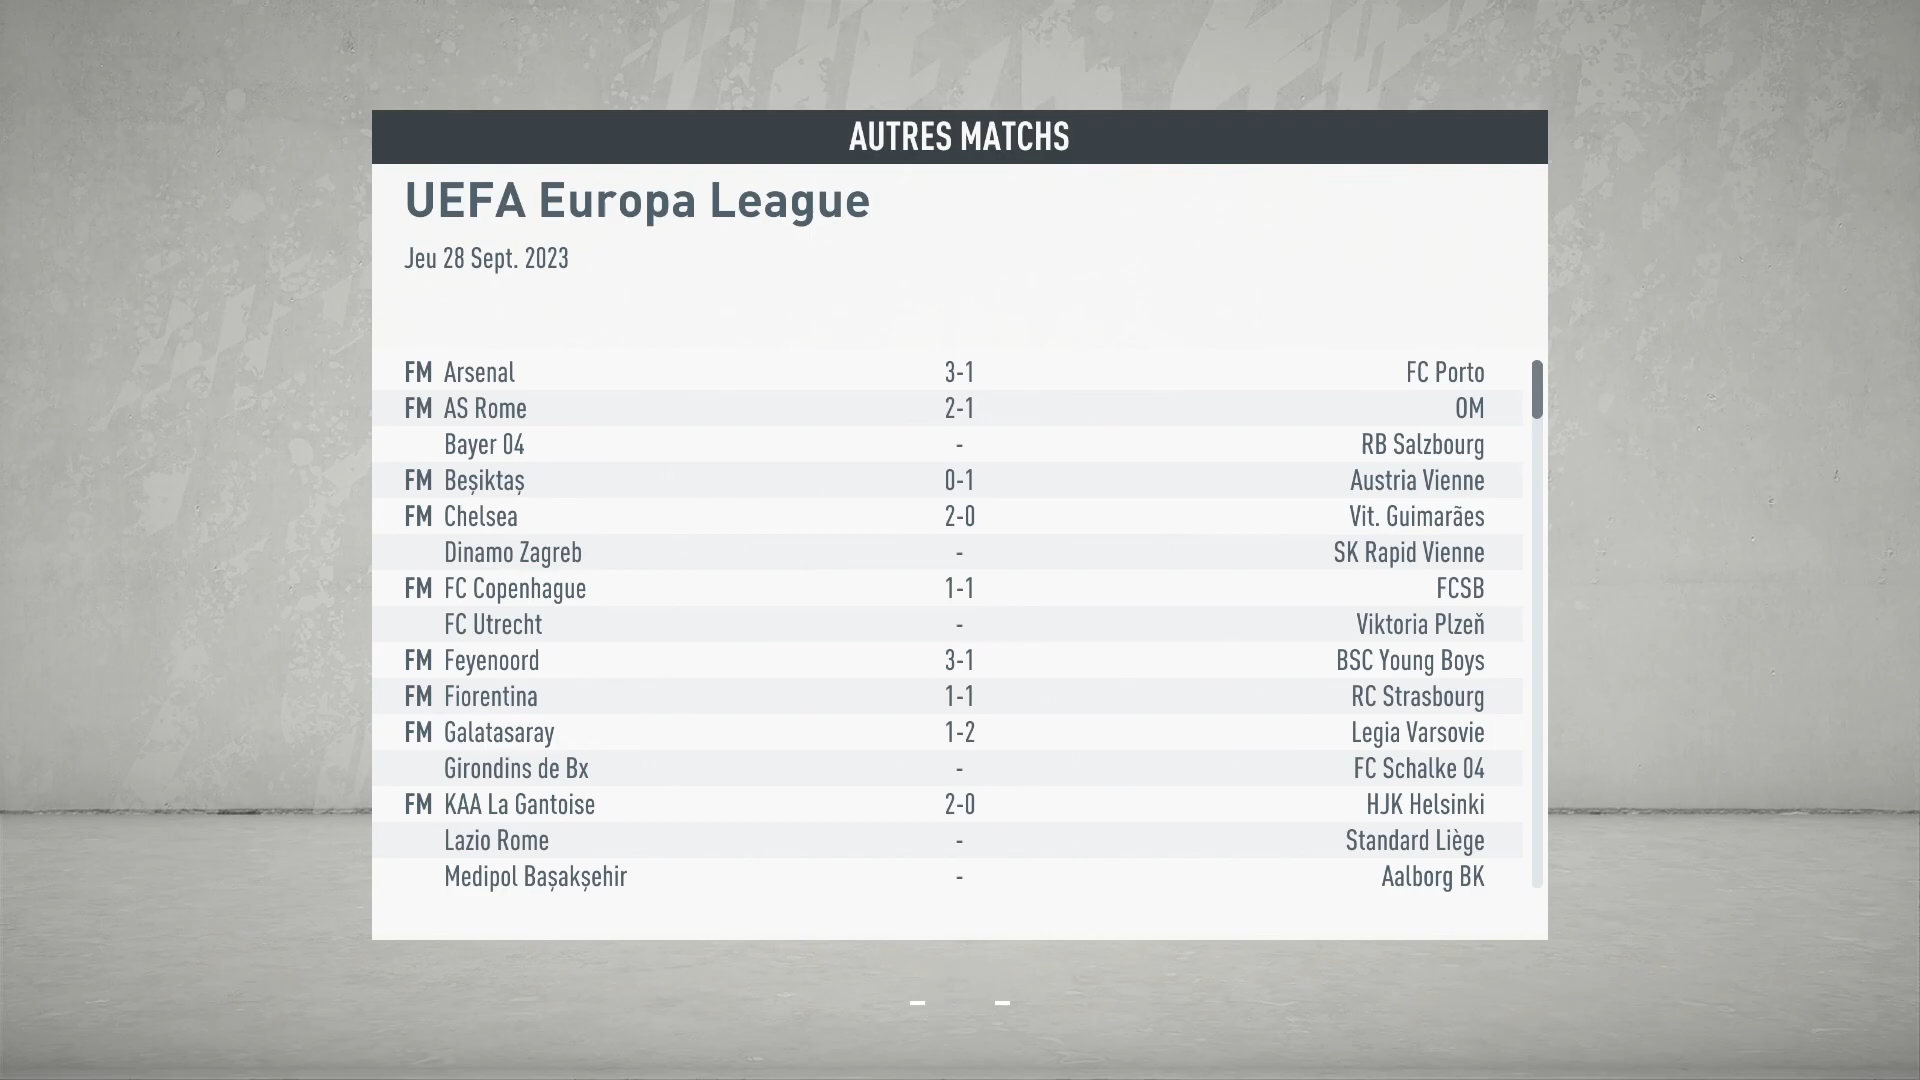 AUTRES MATCHS
UEFA Europa League
Jeu 28 Sept. 2023
FM Arsenal 3-1 FC Porto
FM AS Rome 2-1 OM
Bayer 04 - RB Salzbourg
FM Beşiktaş 0-1 Austria Vienne
FM Chelsea 2-0 Vit. Guimarães
Dinamo Zagreb - SK Rapid Vienne
FM FC Copenhague 1-1 FCSB
FC Utrecht - Viktoria Plzeň
FM Feyenoord 3-1 BSC Young Boys
FM Fiorentina 1-1 RC Strasbourg
FM Galatasaray 1-2 Legia Varsovie
Girondins de Bx - FC Schalke 04
FM KAA La Gantoise 2-0 HJK Helsinki
Lazio Rome - Standard Liège
Medipol Başakşehir - Aalborg BK
- -